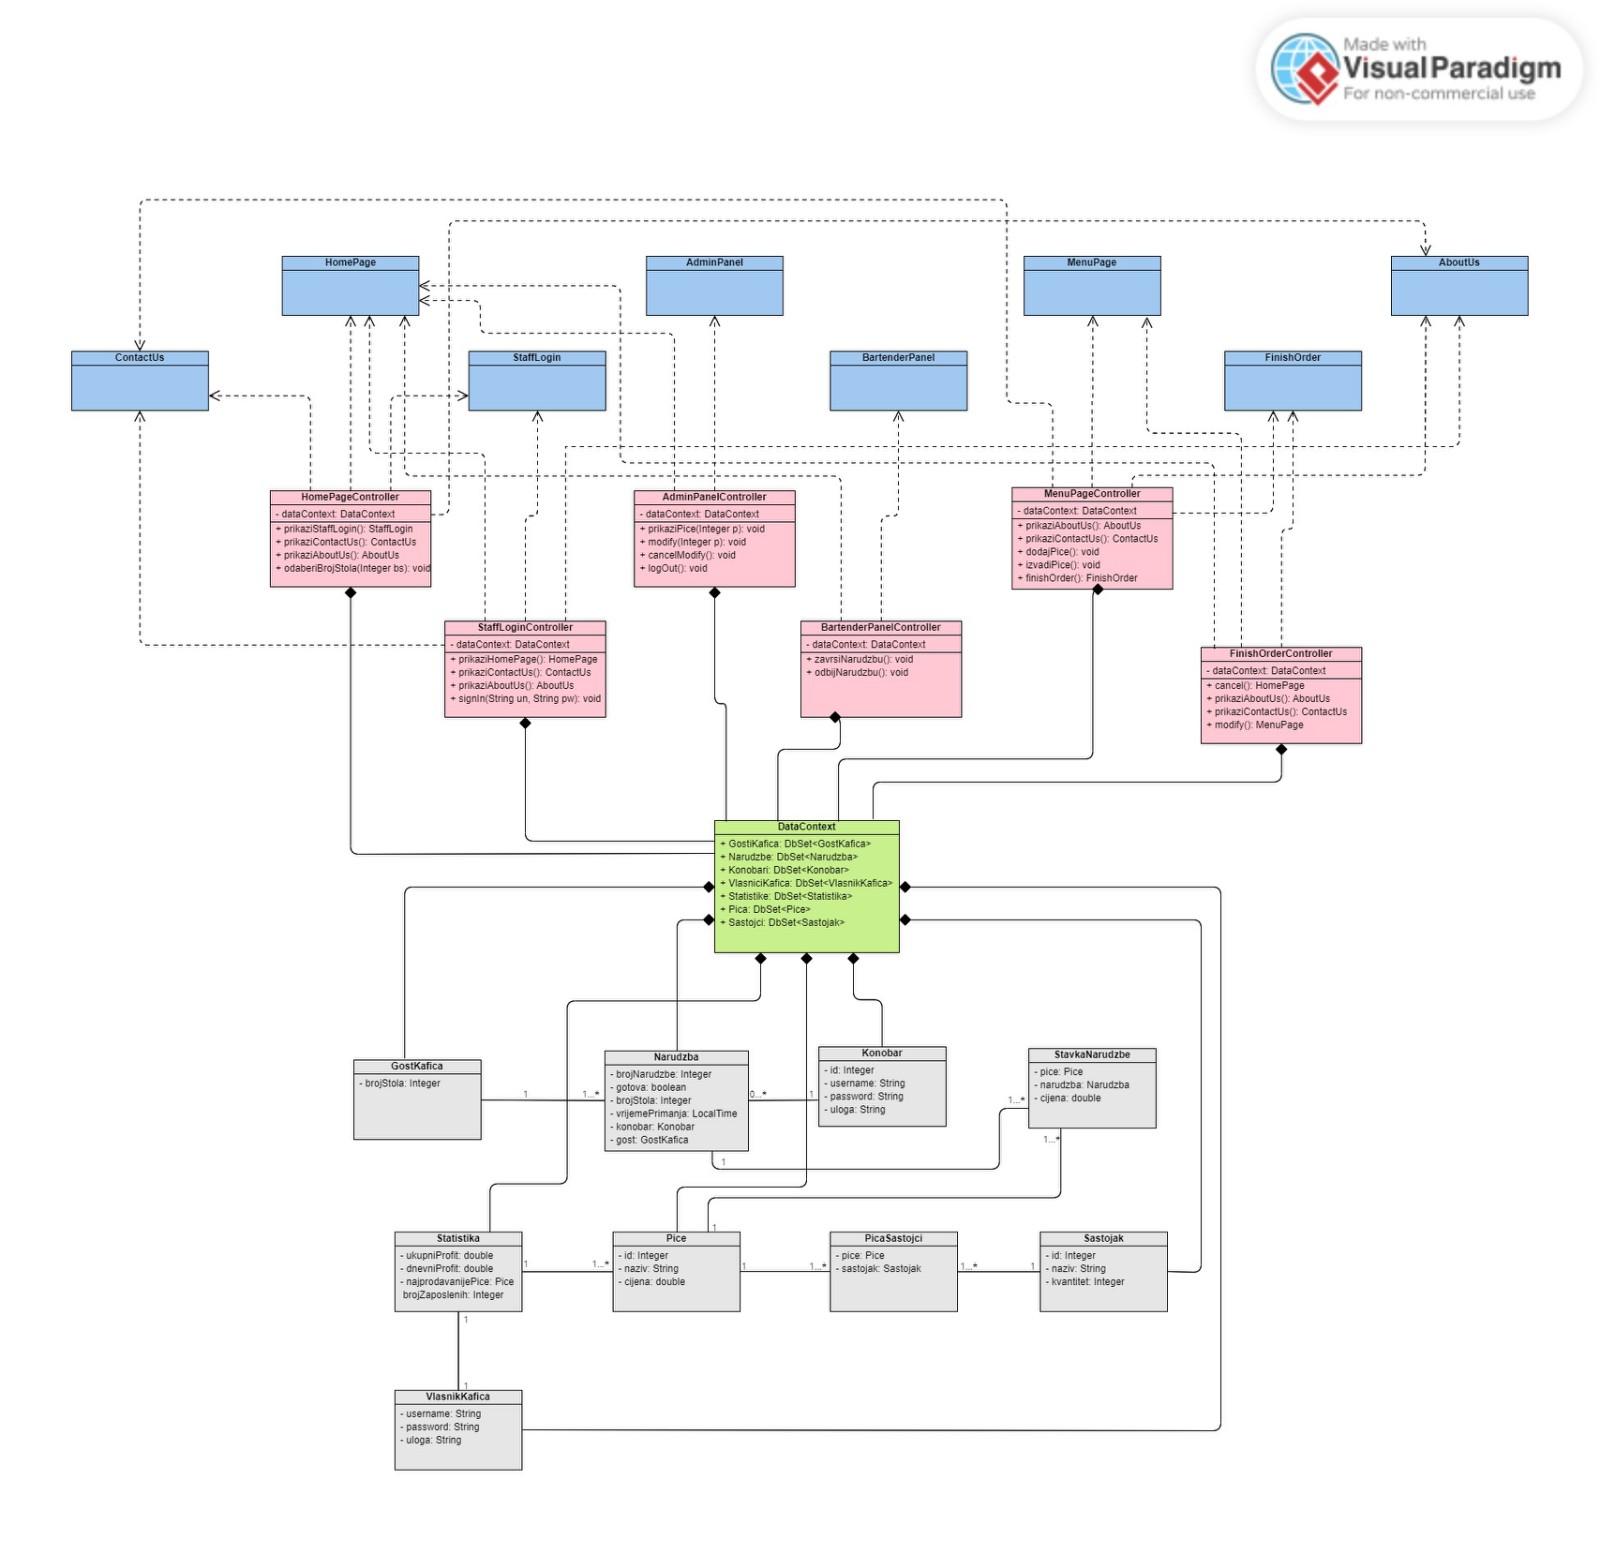 Made with
Visual Paradigm
For non-commercial use
HomePage
AdminPanel
MenuPage
AboutUs
ContactUs
StaffLogin
BartenderPanel
FinishOrder
HomePageController
- dataContext: DataContext
+ prikaziStaffLogin(): StaffLogin
+ prikaziContactUs(): ContactUs
+ prikaziAboutUs(): AboutUs
+ odaberiBrojStola(Integer bs): void
AdminPanelController
- dataContext: DataContext
+ prikaziPice(Integer p): void
+ modify(Integer p): void
+ cancelModify(): void
+ logOut(): void
MenuPageController
- dataContext: DataContext
+ prikaziAboutUs(): AboutUs
+ prikaziContactUs(): ContactUs
+ dodajPice(): void
+ izvadiPice(): void
+ finishOrder(): FinishOrder
StaffLoginController
- dataContext: DataContext
+ prikaziHomePage(): HomePage
+ prikaziContactUs(): ContactUs
+ prikaziAboutUs(): AboutUs
+ signIn(String un, String pw): void
BartenderPanelController
- dataContext: DataContext
+ zavrsiNarudzbu(): void
+ odbijNarudzbu(): void
FinishOrderController
- dataContext: DataContext
+ cancel(): HomePage
+ prikaziAboutUs(): AboutUs
+ prikaziContactUs(): ContactUs
+ modify(): MenuPage
DataContext
+ GostiKafica: DbSet<GostKafica>
+ Narudzbe: DbSet<Narudzba>
+ Konobari: DbSet<Konobar>
+ VlasniciKafica: DbSet<VlasnikKafica>
+ Statistike: DbSet<Statistika>
+ Pica: DbSet<Pice>
+ Sastojci: DbSet<Sastojak>
GostKafica
- brojStola: Integer
1
1...*
Narudzba
- brojNarudzbe: Integer
- gotova: boolean
- brojStola: Integer
- vrijemePrimanja: LocalTime
- konobar: Konobar
- gost: GostKafica
0...*
1
Konobar
- id: Integer
- username: String
- password: String
- uloga: String
StavkaNarudzbe
- pice: Pice
- narudzba: Narudzba
- cijena: double
1...*
1...*
1
1
Statistika
- ukupniProfit: double
- dnevniProfit: double
- najprodavanijePice: Pice
brojZaposlenih: Integer
1
1...*
Pice
- id: Integer
- naziv: String
- cijena: double
1
1...*
PicaSastojci
- pice: Pice
- sastojak: Sastojak
1...*
1
Sastojak
- id: Integer
- naziv: String
- kvantitet: Integer
1
1
VlasnikKafica
- username: String
- password: String
- uloga: String